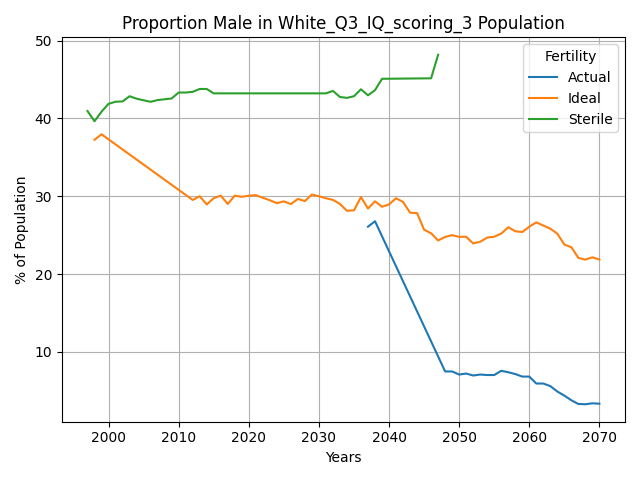 Proportion Male in White_Q3_IQ_scoring_3 Population
50
40
30
20
10
% of Population
Fertility
Actual
Ideal
Sterile
2000
2010
2020
2030
2040
2050
2060
2070
Years